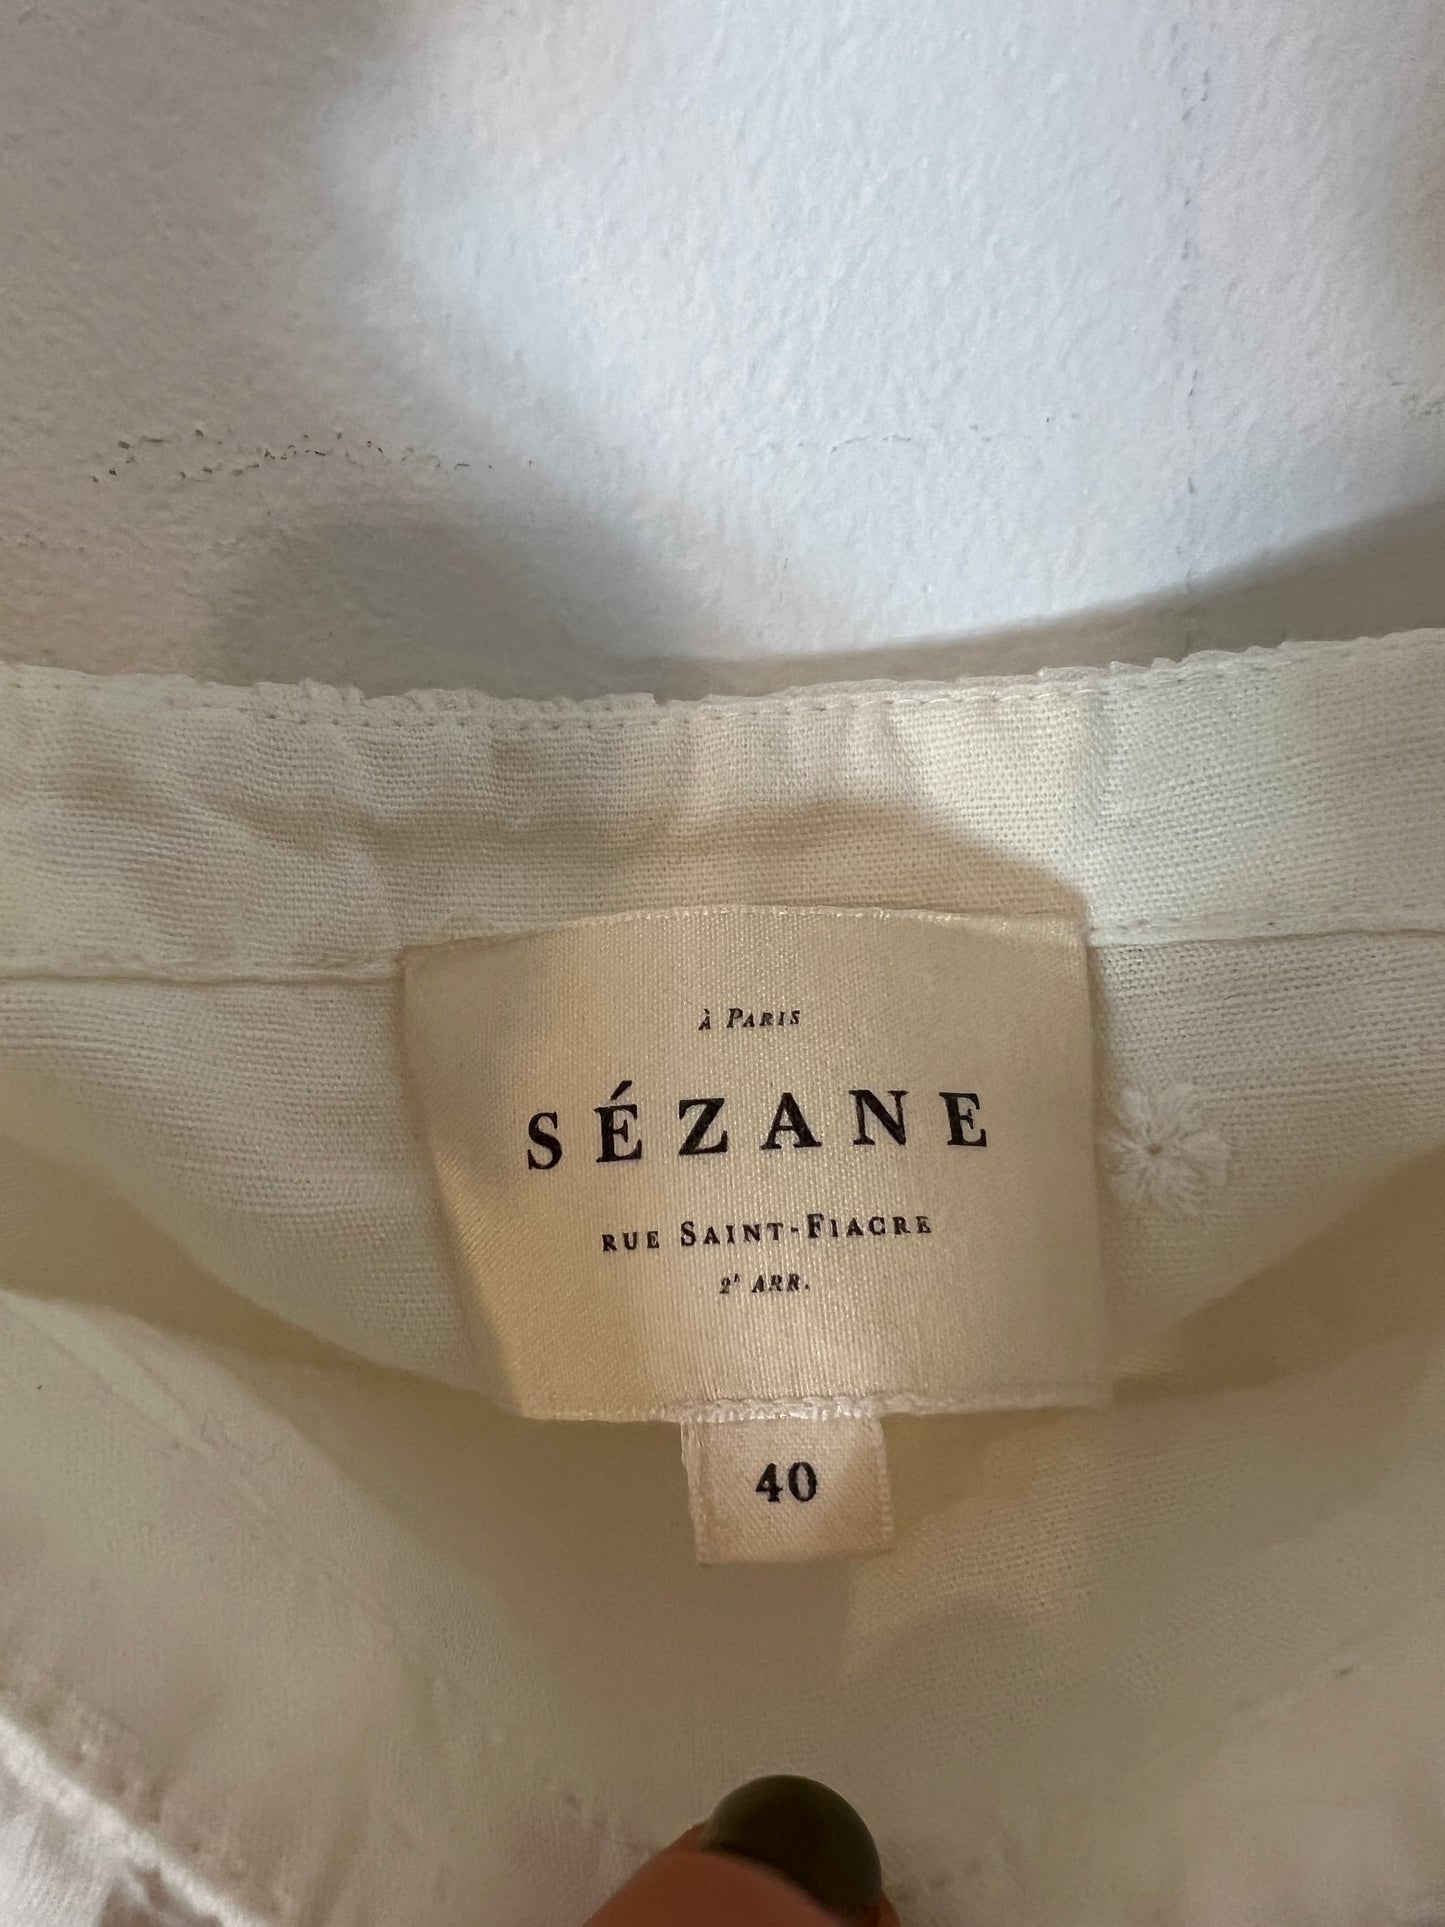 à Paris
SÉZANE
rue Saint-Fiacre
2ᵉ arr.
40